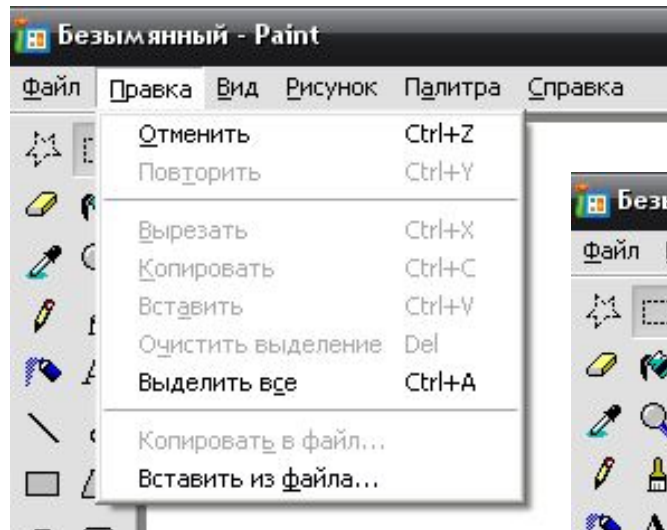 Безымянный - Paint
Файл Правка Вид Рисунок Палитра Справка
Отменить Ctrl+Z
Повторить Ctrl+Y
Вырезать Ctrl+X
Копировать Ctrl+C
Вставить Ctrl+V
Очистить выделение Del
Выделить все Ctrl+A
Копировать в файл...
Вставить из файла...
Безы
Файл